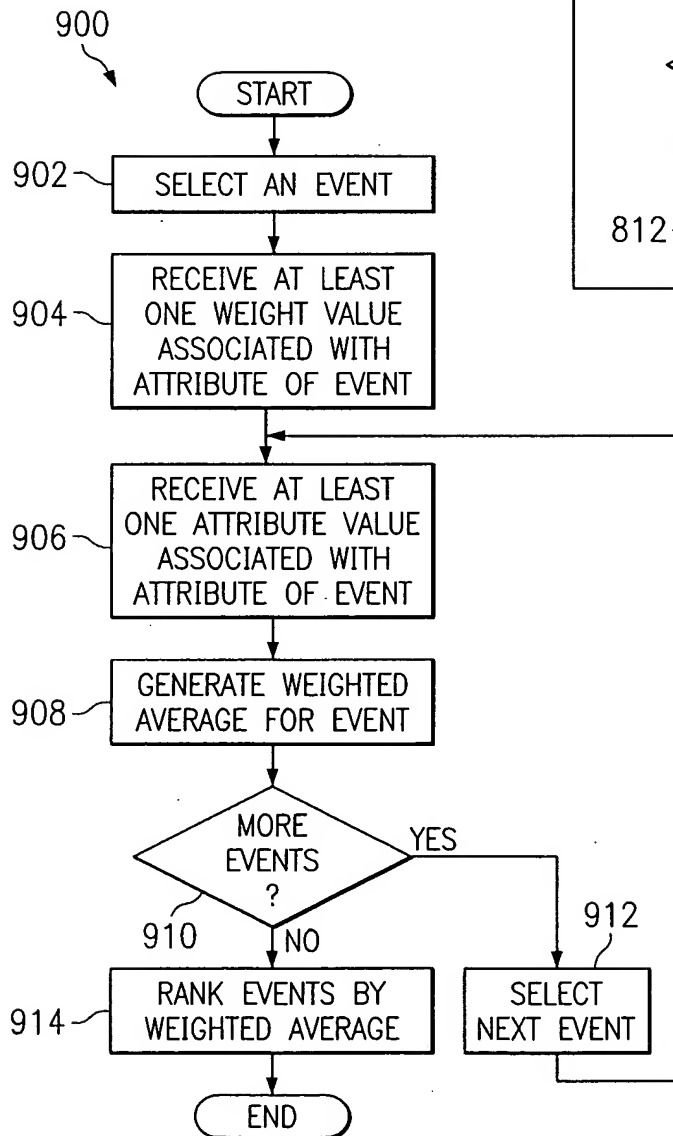 900
START
902
SELECT AN EVENT
904
RECEIVE AT LEAST
ONE WEIGHT VALUE
ASSOCIATED WITH
ATTRIBUTE OF EVENT
812
906
RECEIVE AT LEAST
ONE ATTRIBUTE VALUE
ASSOCIATED WITH
ATTRIBUTE OF EVENT
908
GENERATE WEIGHTED
AVERAGE FOR EVENT
MORE
EVENTS
?
YES
910
NO
912
914
RANK EVENTS BY
WEIGHTED AVERAGE
SELECT
NEXT EVENT
END